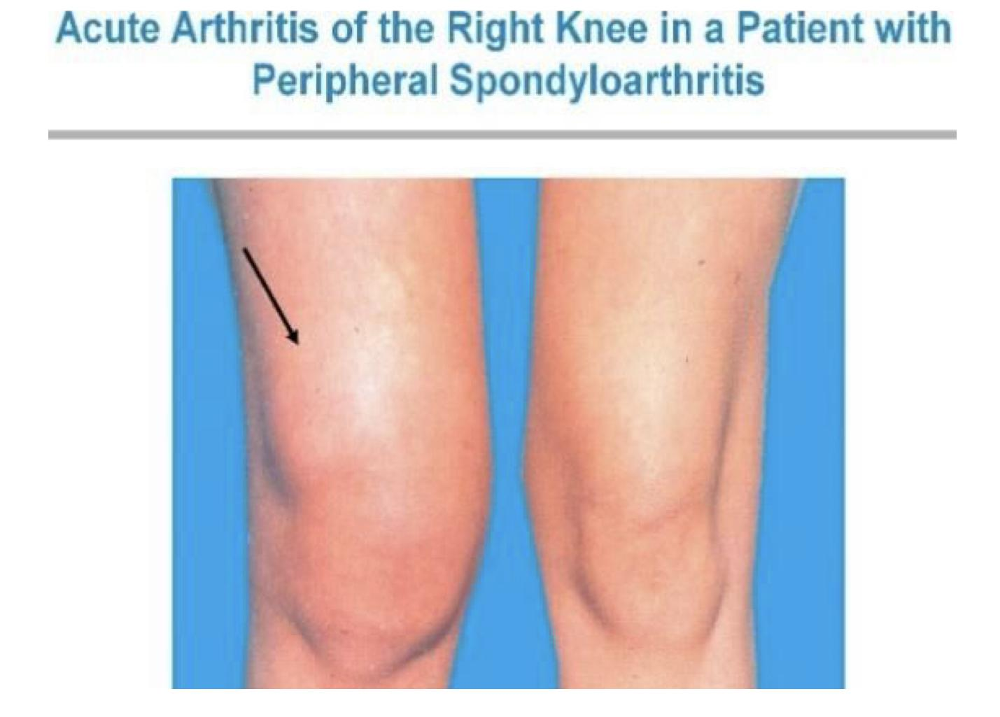 Acute Arthritis of the Right Knee in a Patient with
Peripheral Spondyloarthritis